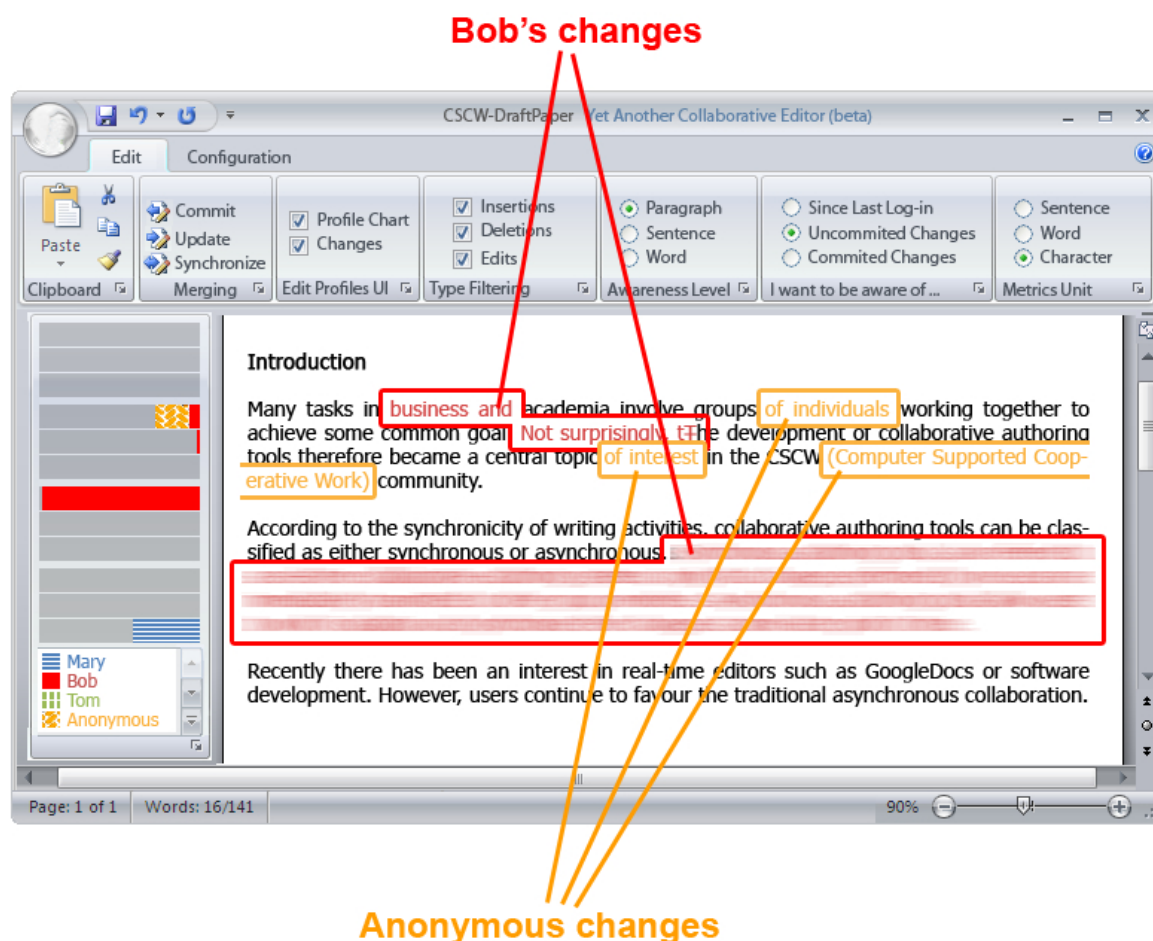 Bob's changes
CSCW-DraftPaper Yet Another Collaborative Editor (beta)
Edit Configuration
Paste
Clipboard
Commit
Update
Synchronize
Merging
Profile Chart
Changes
Edit Profiles UI
Insertions
Deletions
Edits
Type Filtering
Paragraph
Sentence
Word
Awareness Level
Since Last Log-in
Uncommited Changes
Commited Changes
I want to be aware of ...
Sentence
Word
Character
Metrics Unit
Introduction
Many tasks in business and academia involve groups of individuals working together to
achieve some common goal. Not surprisingly, tThe development of collaborative authoring
tools therefore became a central topic of interest in the CSCW (Computer Supported Coop-
erative Work) community.
According to the synchronicity of writing activities, collaborative authoring tools can be clas-
sified as either synchronous or asynchronous.
Recently there has been an interest in real-time editors such as GoogleDocs or software
development. However, users continue to favour the traditional asynchronous collaboration.
Mary
Bob
Tom
Anonymous
Page: 1 of 1 Words: 16/141 90%
Anonymous changes